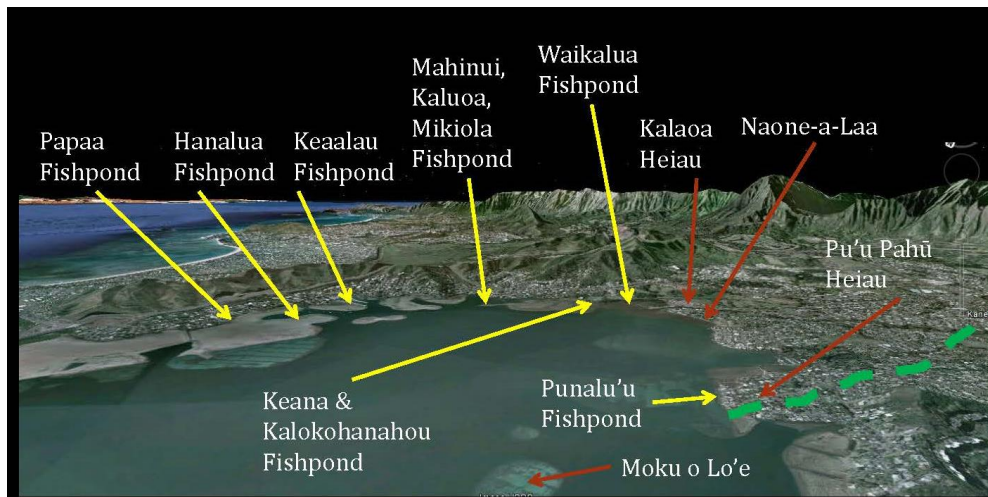 Waikalua
Fishpond
Mahinui,
Kaluoa,
Mikiola
Fishpond
Kalaoa
Heiau
Naone-a-Laa
Papaa
Fishpond
Hanalua
Fishpond
Keaalau
Fishpond
Pu’u Pahū
Heiau
Kane
Keana &
Kalokohanahou
Fishpond
Punalu’u
Fishpond
Moku o Lo’e